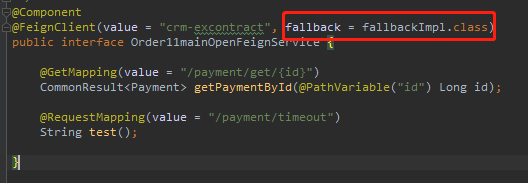 @Component
@FeignClient(value = "crm-excontract", fallback = fallbackImpl.class)
public interface Order11mainOpenFeignService {
@GetMapping(value = "/payment/get/{id}")
CommonResult<Payment> getPaymentById(@PathVariable("id") Long id);
@RequestMapping(value = "/payment/timeout")
String test();
}